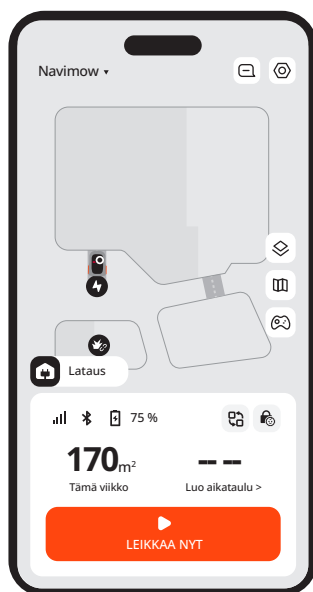 Navimow ▾
Lataus
75 %
170m² -- --
Tämä viikko Luo aikataulu >
LEIKKAA NYT